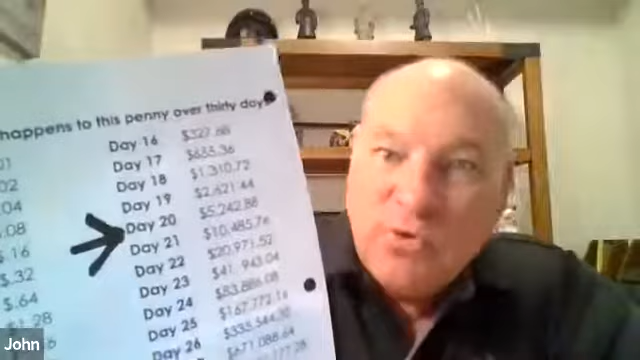 happens to this penny over thirty day
01 Day 16 $327.68
02 Day 17 $655.36
.04 Day 18 $1,310.72
.08 Day 19 $2,621.44
.16 Day 20 $5,242.88
$.32 Day 21 $10,485.76
$.64 Day 22 $20,971.52
1.28 Day 23 $41, 943.04
Day 24 $83,886.08
Day 25 $167,772.16
Day 26 $335,544.32
$671,088.64
177.28
John